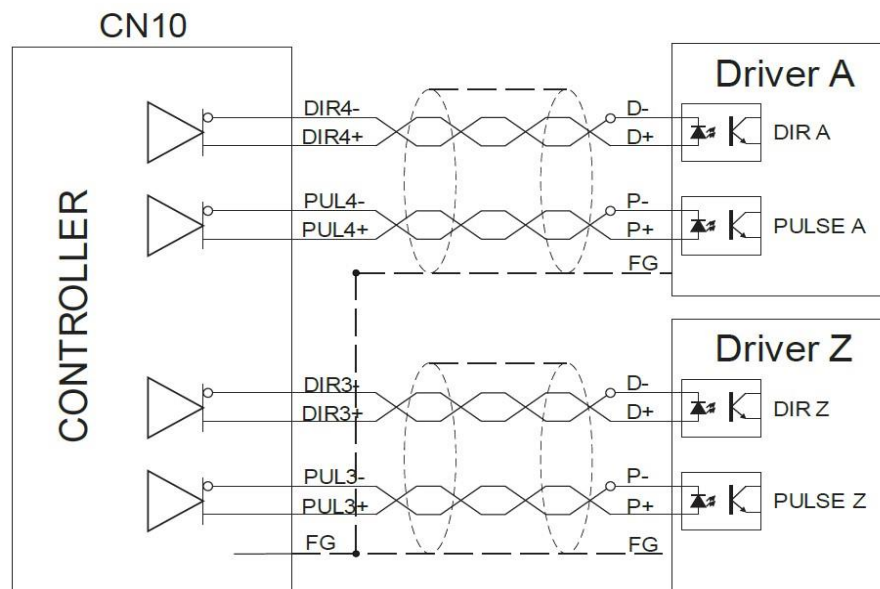 CN10
CONTROLLER
Driver A
DIR4-
D-
DIR4+
D+
DIR A
PUL4-
P-
PUL4+
P+
PULSE A
FG
Driver Z
DIR3-
D-
DIR3+
D+
DIR Z
PUL3-
P-
PUL3+
P+
PULSE Z
FG
FG